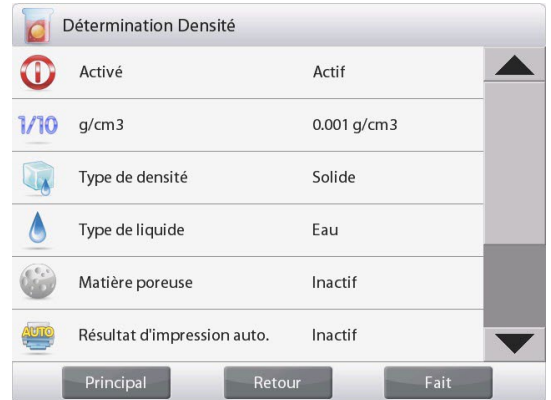 Détermination Densité
Activé Actif
1/10 g/cm3 0.001 g/cm3
Type de densité Solide
Type de liquide Eau
Matière poreuse Inactif
AUTO Résultat d'impression auto. Inactif
Principal Retour Fait